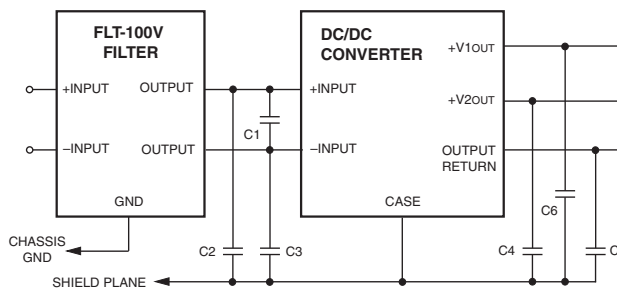 FLT-100V
FILTER
DC/DC
CONVERTER
+V1OUT
+INPUT
OUTPUT
+INPUT
+V2OUT
C1
–INPUT
OUTPUT
–INPUT
OUTPUT
RETURN
GND
CASE
C6
CHASSIS
GND
C2
C3
C4
SHIELD PLANE